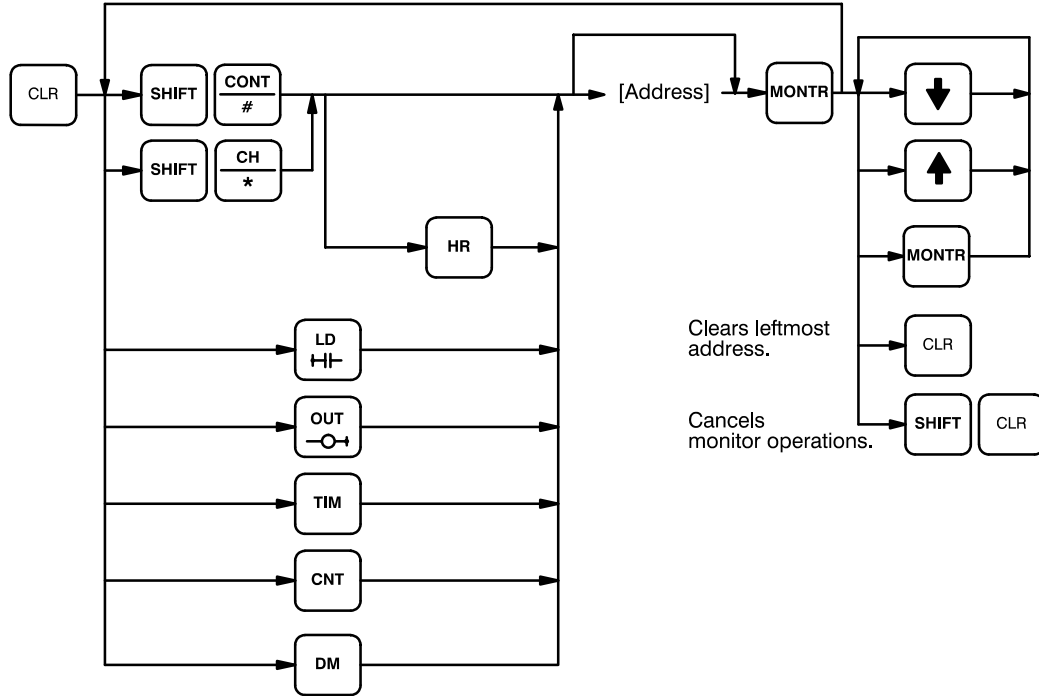 CLR
SHIFT
CONT
#
[Address]
MONTR
SHIFT
CH
*
HR
MONTR
LD
Clears leftmost
address.
CLR
OUT
Cancels
monitor operations.
SHIFT
CLR
TIM
CNT
DM